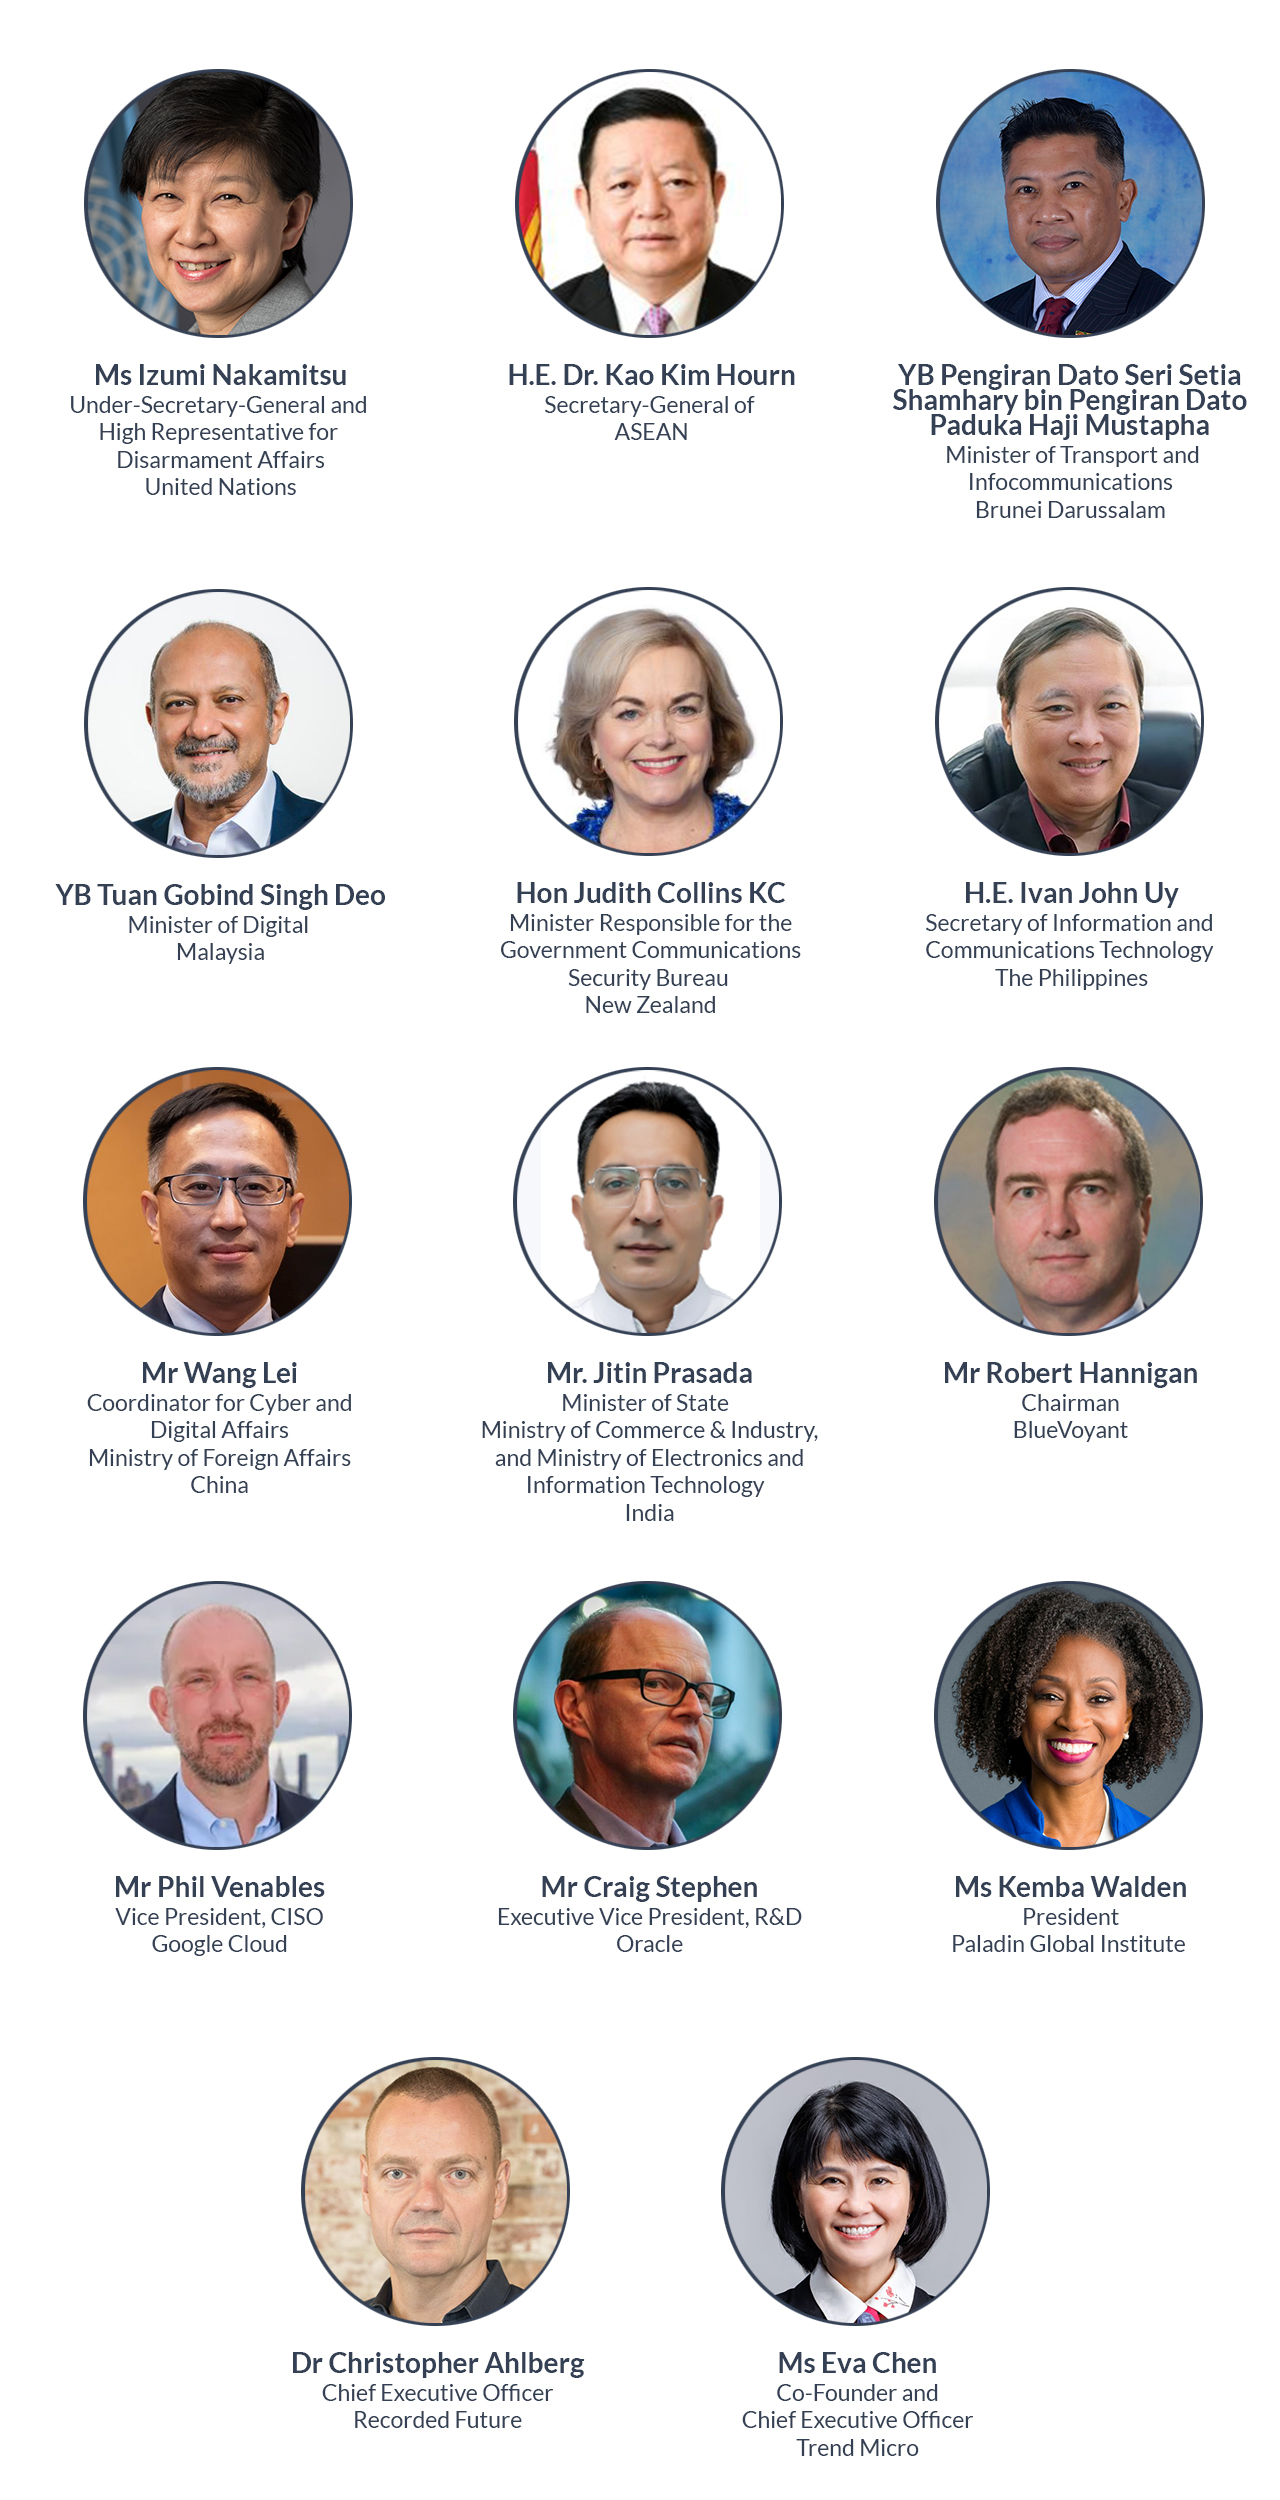 Ms Izumi Nakamitsu
Under-Secretary-General and
High Representative for
Disarmament Affairs
United Nations
H.E. Dr. Kao Kim Hourn
Secretary-General of
ASEAN
YB Pengiran Dato Seri Setia
Shamhary bin Pengiran Dato
Paduka Haji Mustapha
Minister of Transport and
Infocommunications
Brunei Darussalam
YB Tuan Gobind Singh Deo
Minister of Digital
Malaysia
Hon Judith Collins KC
Minister Responsible for the
Government Communications
Security Bureau
New Zealand
H.E. Ivan John Uy
Secretary of Information and
Communications Technology
The Philippines
Mr Wang Lei
Coordinator for Cyber and
Digital Affairs
Ministry of Foreign Affairs
China
Mr. Jitin Prasada
Minister of State
Ministry of Commerce & Industry,
and Ministry of Electronics and
Information Technology
India
Mr Robert Hannigan
Chairman
BlueVoyant
Mr Phil Venables
Vice President, CISO
Google Cloud
Mr Craig Stephen
Executive Vice President, R&D
Oracle
Ms Kemba Walden
President
Paladin Global Institute
Dr Christopher Ahlberg
Chief Executive Officer
Recorded Future
Ms Eva Chen
Co-Founder and
Chief Executive Officer
Trend Micro